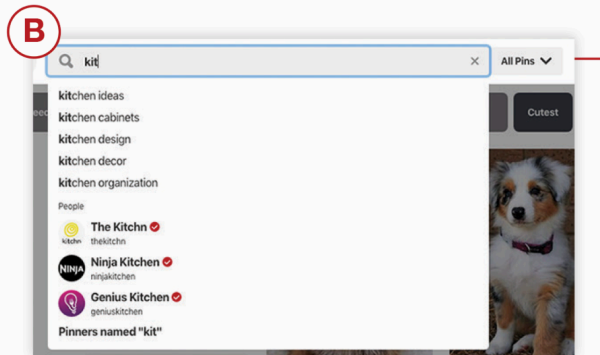 B
kit
All Pins
Cutest
kitchen ideas
kitchen cabinets
kitchen design
kitchen decor
kitchen organization
People
The Kitchn
kitchn
thekitchn
NINJA
Ninja Kitchen
ninjakitchen
Genius Kitchen
geniuskitchen
Pinners named "kit"